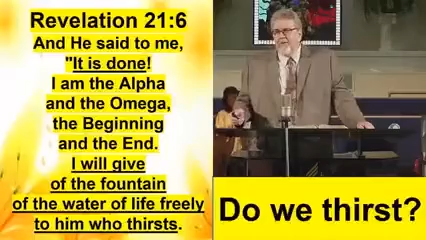 Revelation 21:6
And He said to me,
"It is done!
I am the Alpha
and the Omega,
the Beginning
and the End.
I will give
of the fountain
of the water of life freely
to him who thirsts.
Do we thirst?